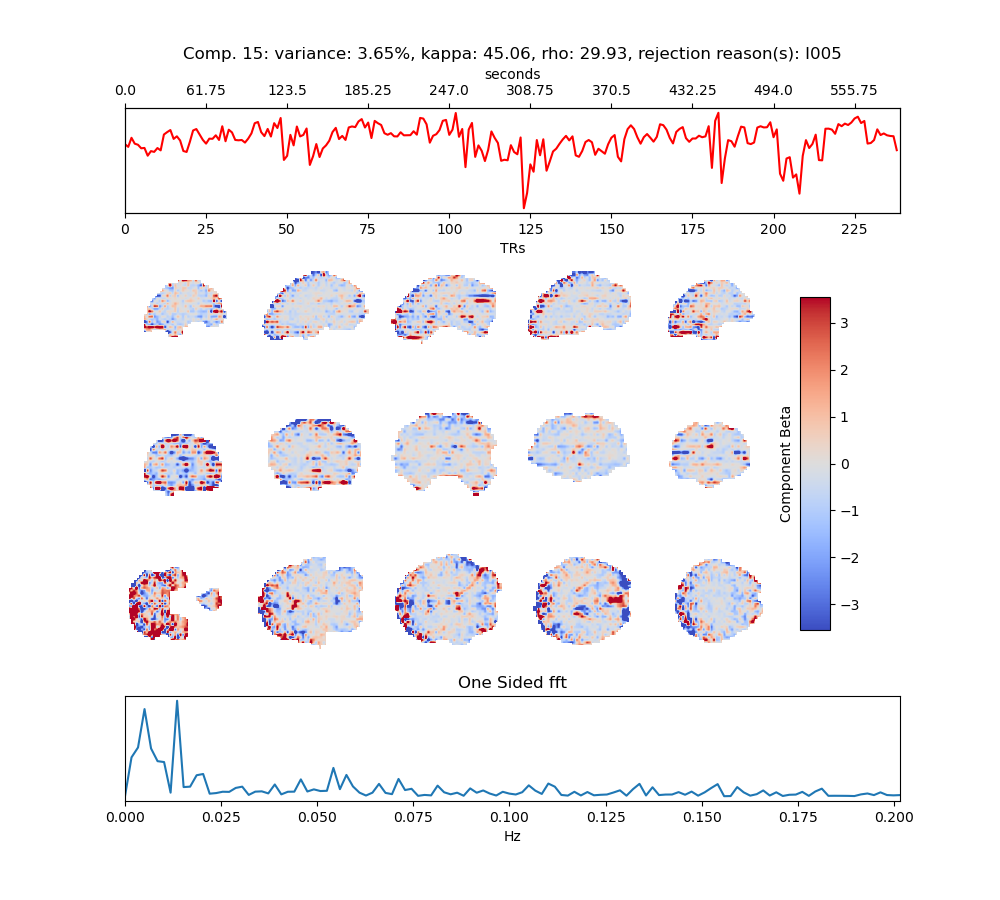 Comp. 15: variance: 3.65%, kappa: 45.06, rho: 29.93, rejection reason(s): I005
seconds
0.0 61.75 123.5 185.25 247.0 308.75 370.5 432.25 494.0 555.75
0 25 50 75 100 125 150 175 200 225
TRs
3
2
1
0
−1
−2
−3
Component Beta
One Sided fft
0.000 0.025 0.050 0.075 0.100 0.125 0.150 0.175 0.200
Hz